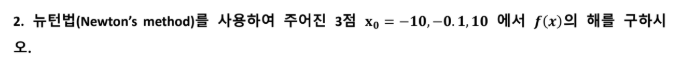 2. 뉴턴법(Newton's method)를 사용하여 주어진 3점 x₀ = −10, −0.1, 10 에서 f(x)의 해를 구하시
오.